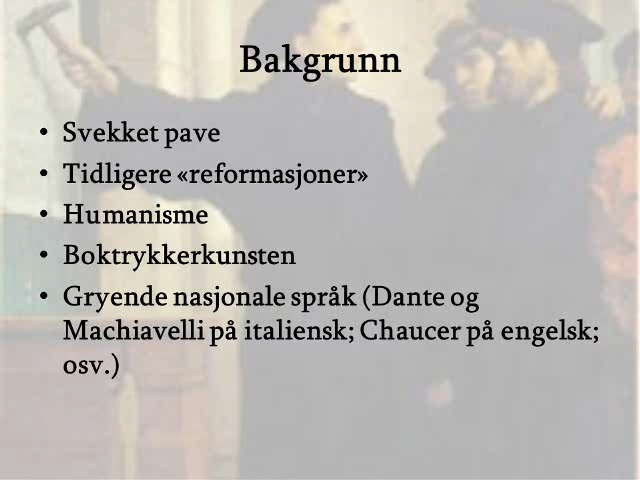 Bakgrunn
• Svekket pave
• Tidligere «reformasjoner»
• Humanisme
• Boktrykkerkunsten
• Gryende nasjonale språk (Dante og
Machiavelli på italiensk; Chaucer på engelsk;
osv.)